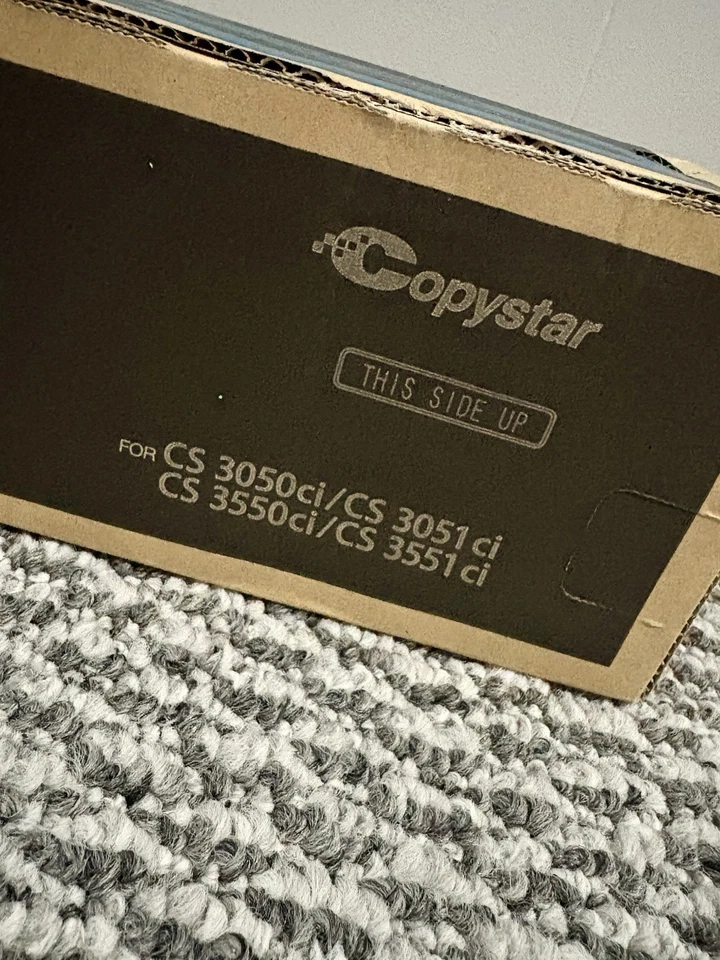 Copystar
THIS SIDE UP
FOR CS 3050ci/CS 3051ci
CS 3550ci/CS 3551ci